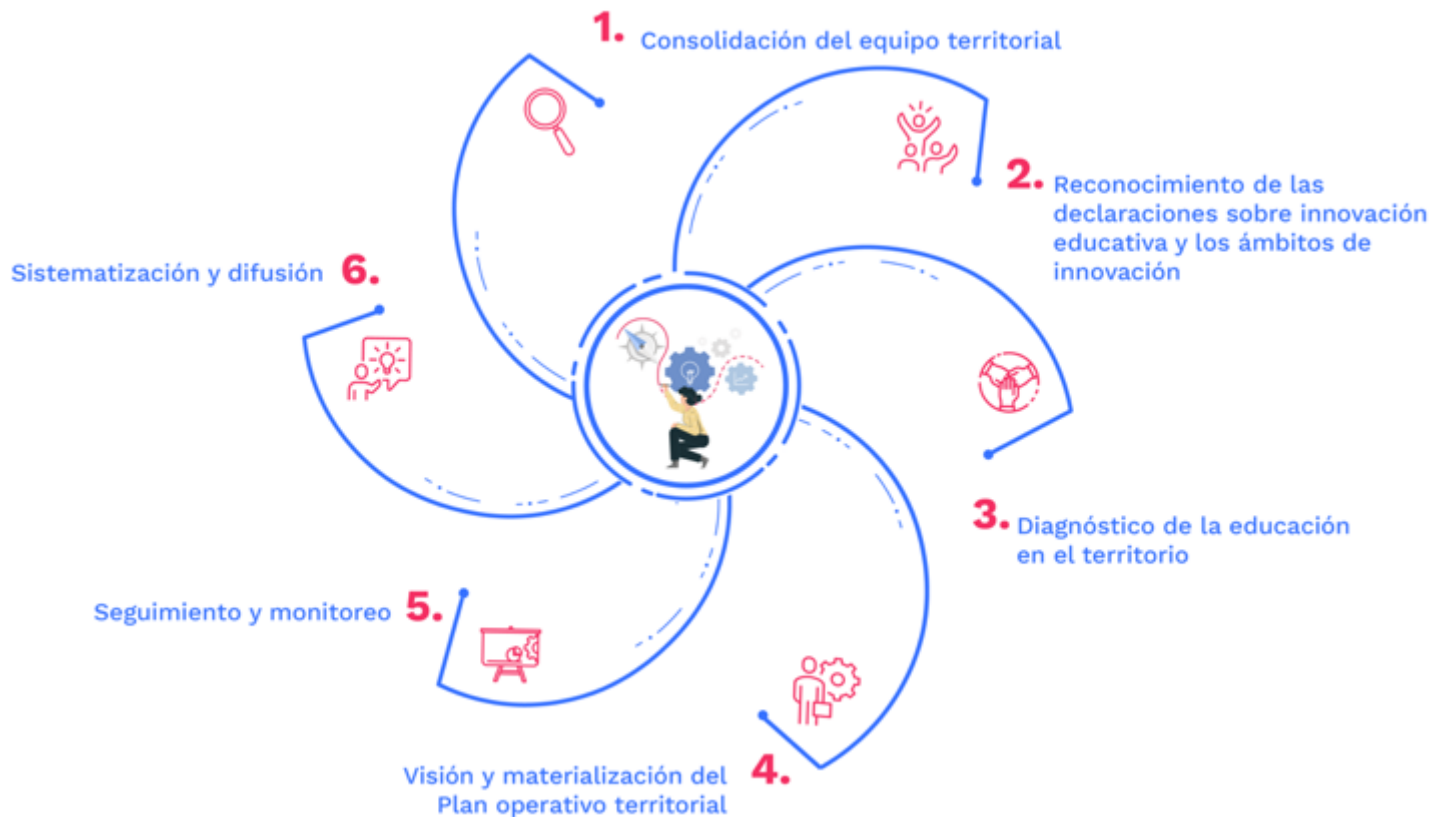 1. Consolidación del equipo territorial
2. Reconocimiento de las
declaraciones sobre innovación
educativa y los ámbitos de
innovación
3. Diagnóstico de la educación
en el territorio
4. Visión y materialización del
Plan operativo territorial
5. Seguimiento y monitoreo
6. Sistematización y difusión